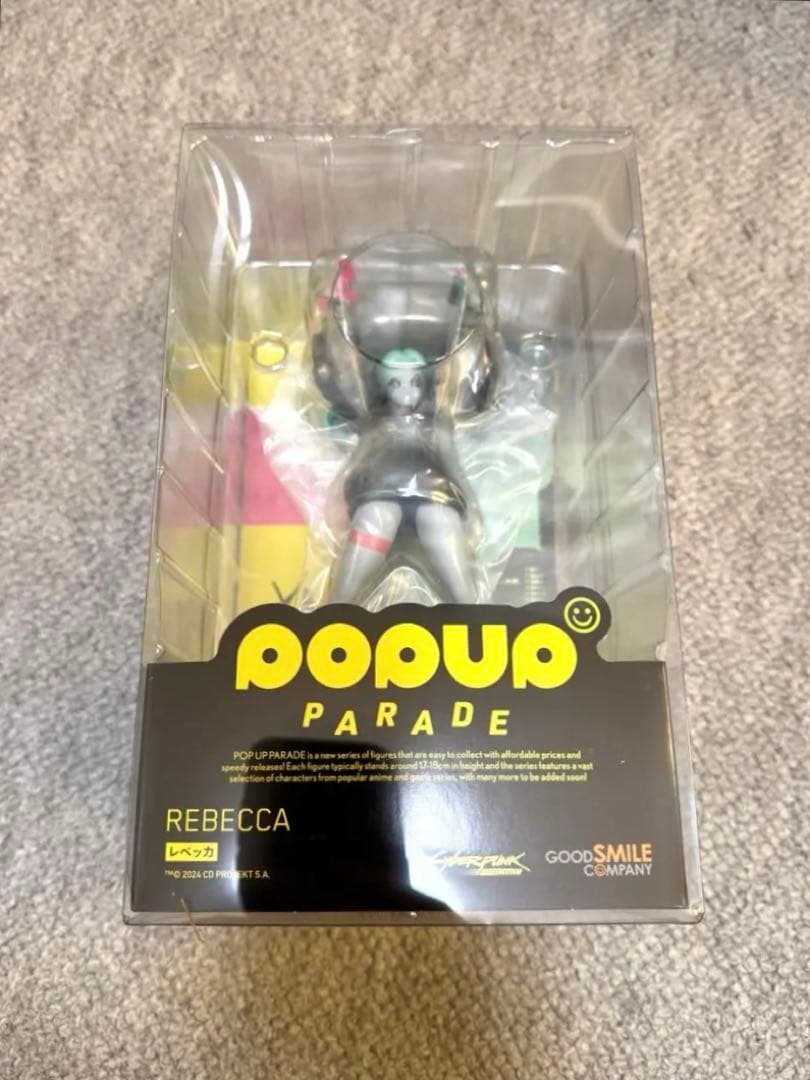 POPUP
PARADE
POP UP PARADE is a new series of figures that are easy to collect with affordable prices and
speedy releases! Each figure typically stands around 17-18cm in height and the series features a vast
selection of characters from popular anime and game series, with many more to be added soon!
REBECCA
レベッカ
™© 2024 CD PROJEKT S.A.
Cyberpunk
GOOD SMILE
COMPANY